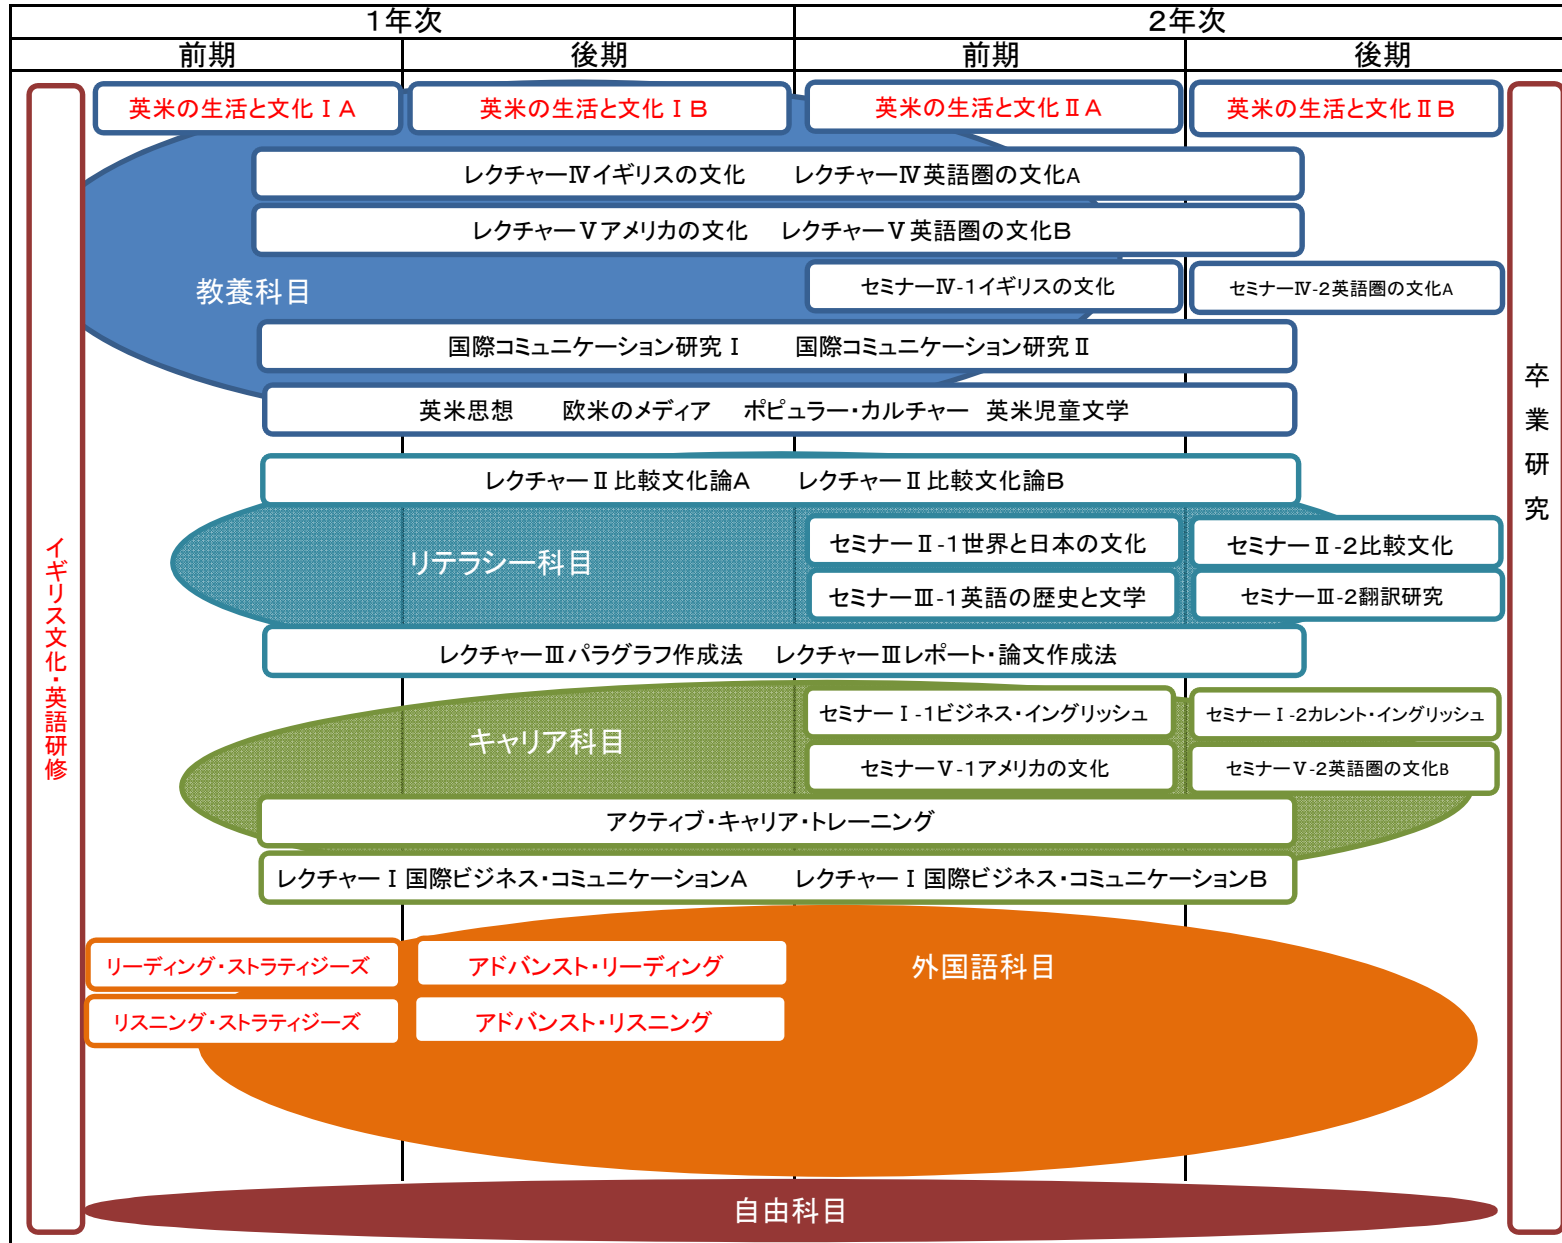 1年次 2年次
前期 後期 前期 後期
英米の生活と文化ⅠA 英米の生活と文化ⅠB 英米の生活と文化ⅡA 英米の生活と文化ⅡB
レクチャーⅣイギリスの文化 レクチャーⅣ英語圏の文化A
レクチャーⅤアメリカの文化 レクチャーⅤ英語圏の文化B
教養科目
セミナーⅣ-1イギリスの文化 セミナーⅣ-2英語圏の文化A
国際コミュニケーション研究Ⅰ 国際コミュニケーション研究Ⅱ
英米思想 欧米のメディア ポピュラー・カルチャー 英米児童文学
レクチャーⅡ比較文化論A レクチャーⅡ比較文化論B
リテラシー科目
セミナーⅡ-1世界と日本の文化 セミナーⅡ-2比較文化
セミナーⅢ-1英語の歴史と文学 セミナーⅢ-2翻訳研究
レクチャーⅢパラグラフ作成法 レクチャーⅢレポート・論文作成法
キャリア科目
セミナーⅠ-1ビジネス・イングリッシュ セミナーⅠ-2カレント・イングリッシュ
セミナーⅤ-1アメリカの文化 セミナーⅤ-2英語圏の文化B
アクティブ・キャリア・トレーニング
レクチャーⅠ国際ビジネス・コミュニケーションA レクチャーⅠ国際ビジネス・コミュニケーションB
リーディング・ストラティジーズ アドバンスト・リーディング 外国語科目
リスニング・ストラティジーズ アドバンスト・リスニング
自由科目
イギリス文化・英語研修
卒業研究